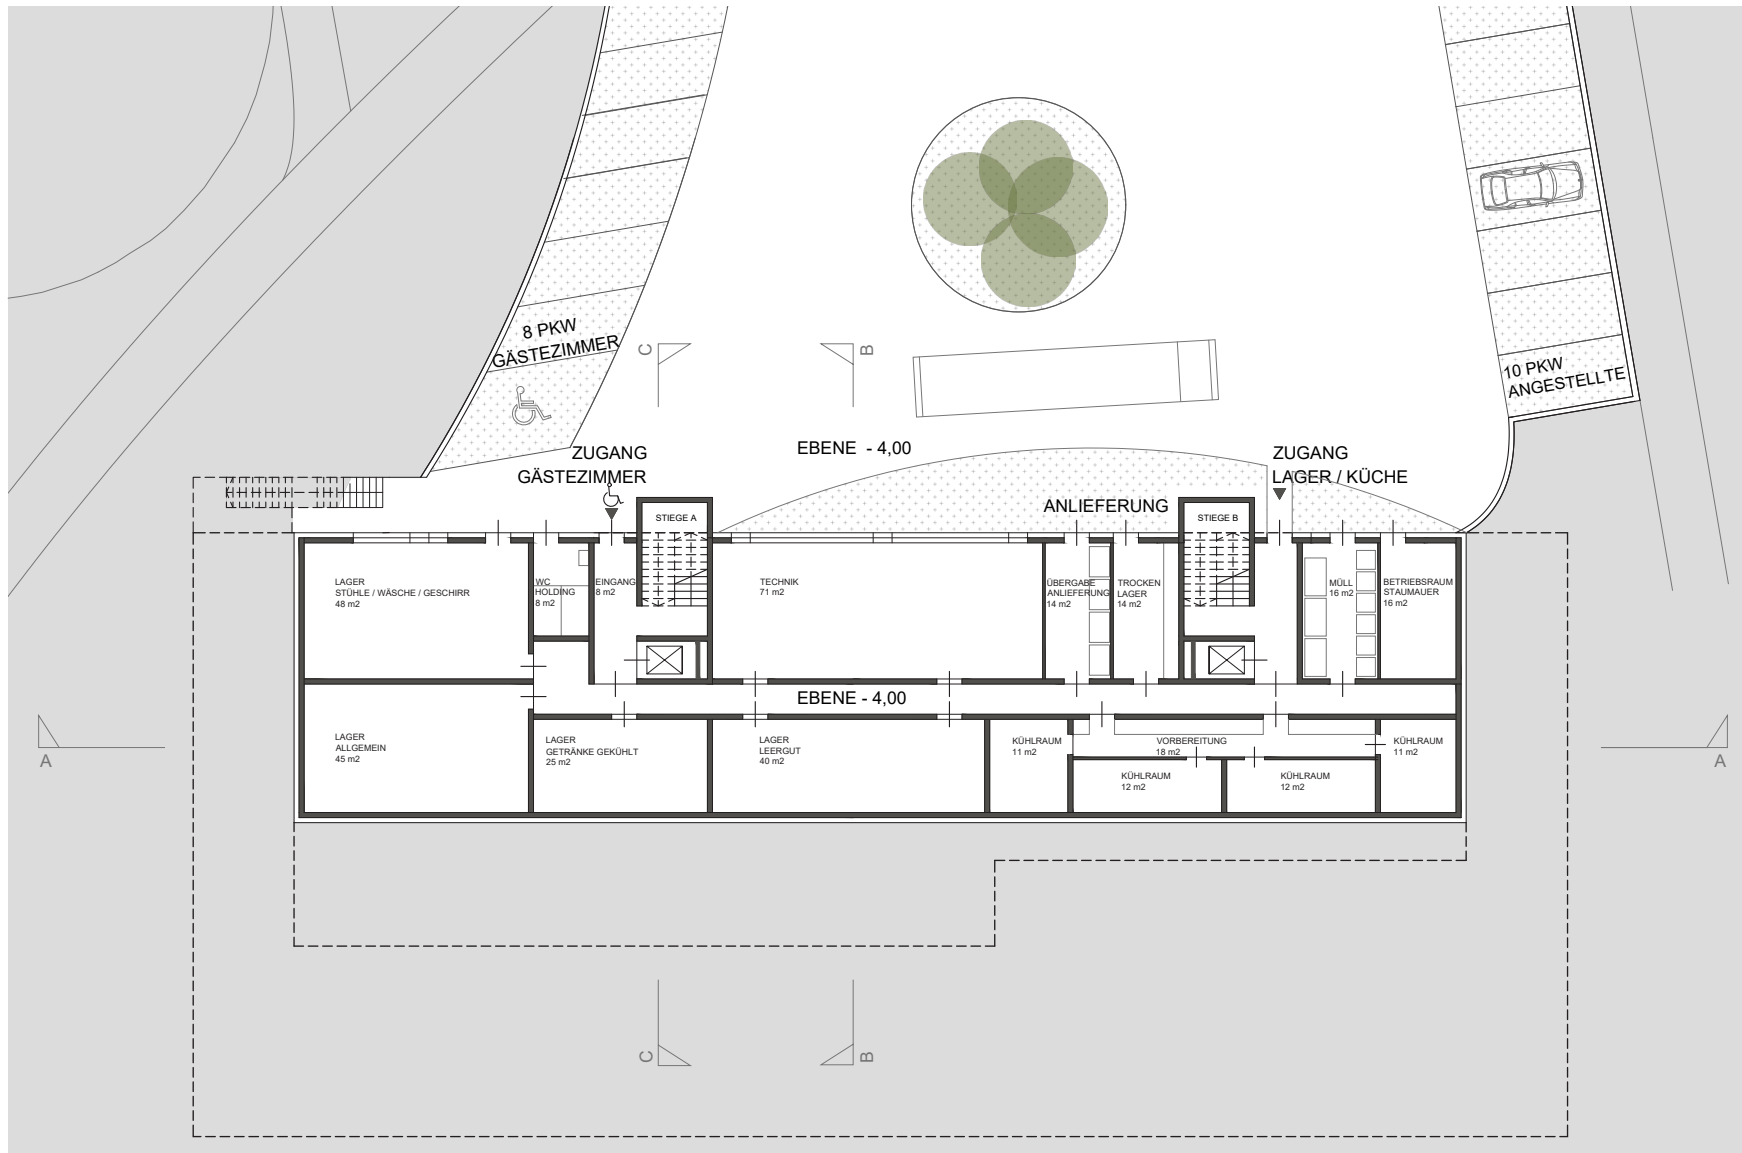 8 PKW
GÄSTEZIMMER
C
B
10 PKW
ANGESTELLTE
EBENE - 4,00
ZUGANG
GÄSTEZIMMER
ZUGANG
LAGER / KÜCHE
ANLIEFERUNG
STIEGE A
STIEGE B
LAGER
STÜHLE / WÄSCHE / GESCHIRR
48 m2
WC
HOLDING
8 m2
EINGANG
8 m2
TECHNIK
71 m2
ÜBERGABE
ANLIEFERUNG
14 m2
TROCKEN
LAGER
14 m2
MÜLL
16 m2
BETRIEBSRAUM
STAUMAUER
16 m2
EBENE - 4,00
LAGER
ALLGEMEIN
45 m2
LAGER
GETRÄNKE GEKÜHLT
25 m2
LAGER
LEERGUT
40 m2
KÜHLRAUM
11 m2
VORBEREITUNG
18 m2
KÜHLRAUM
11 m2
KÜHLRAUM
12 m2
KÜHLRAUM
12 m2
A
A
C
B